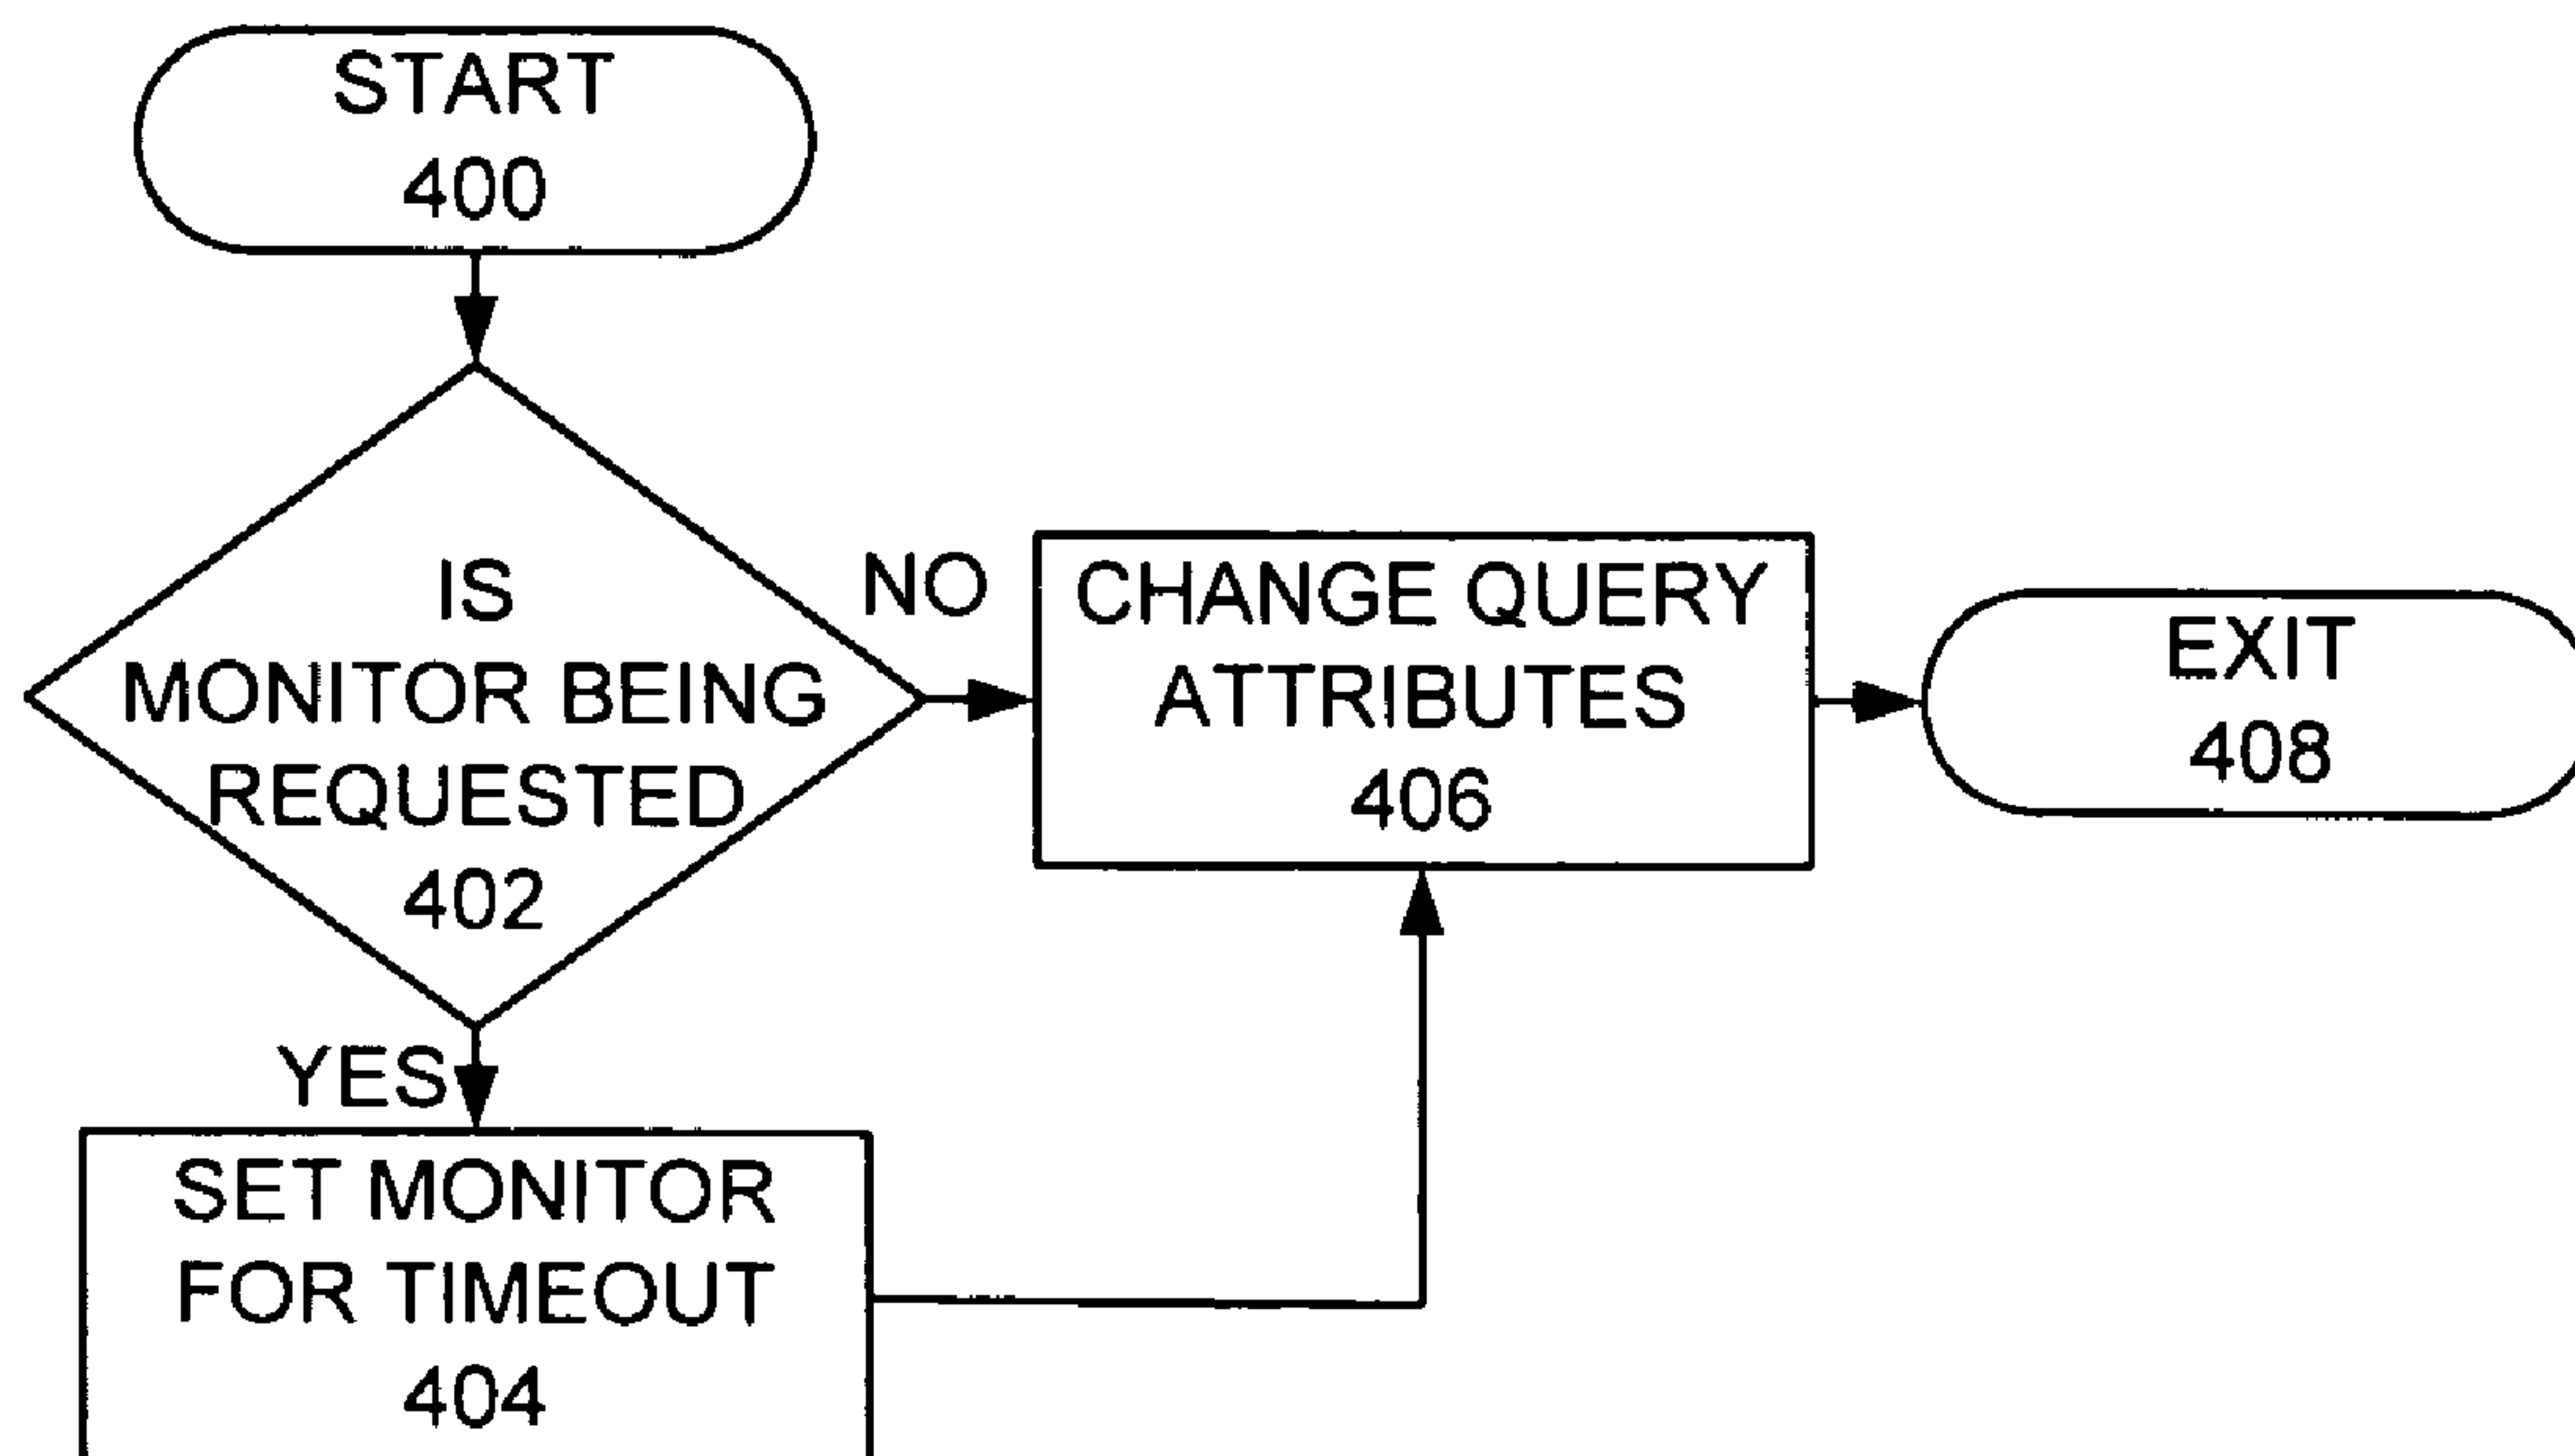 START
400
IS
MONITOR BEING
REQUESTED
402
NO
CHANGE QUERY
ATTRIBUTES
406
EXIT
408
YES
SET MONITOR
FOR TIMEOUT
404